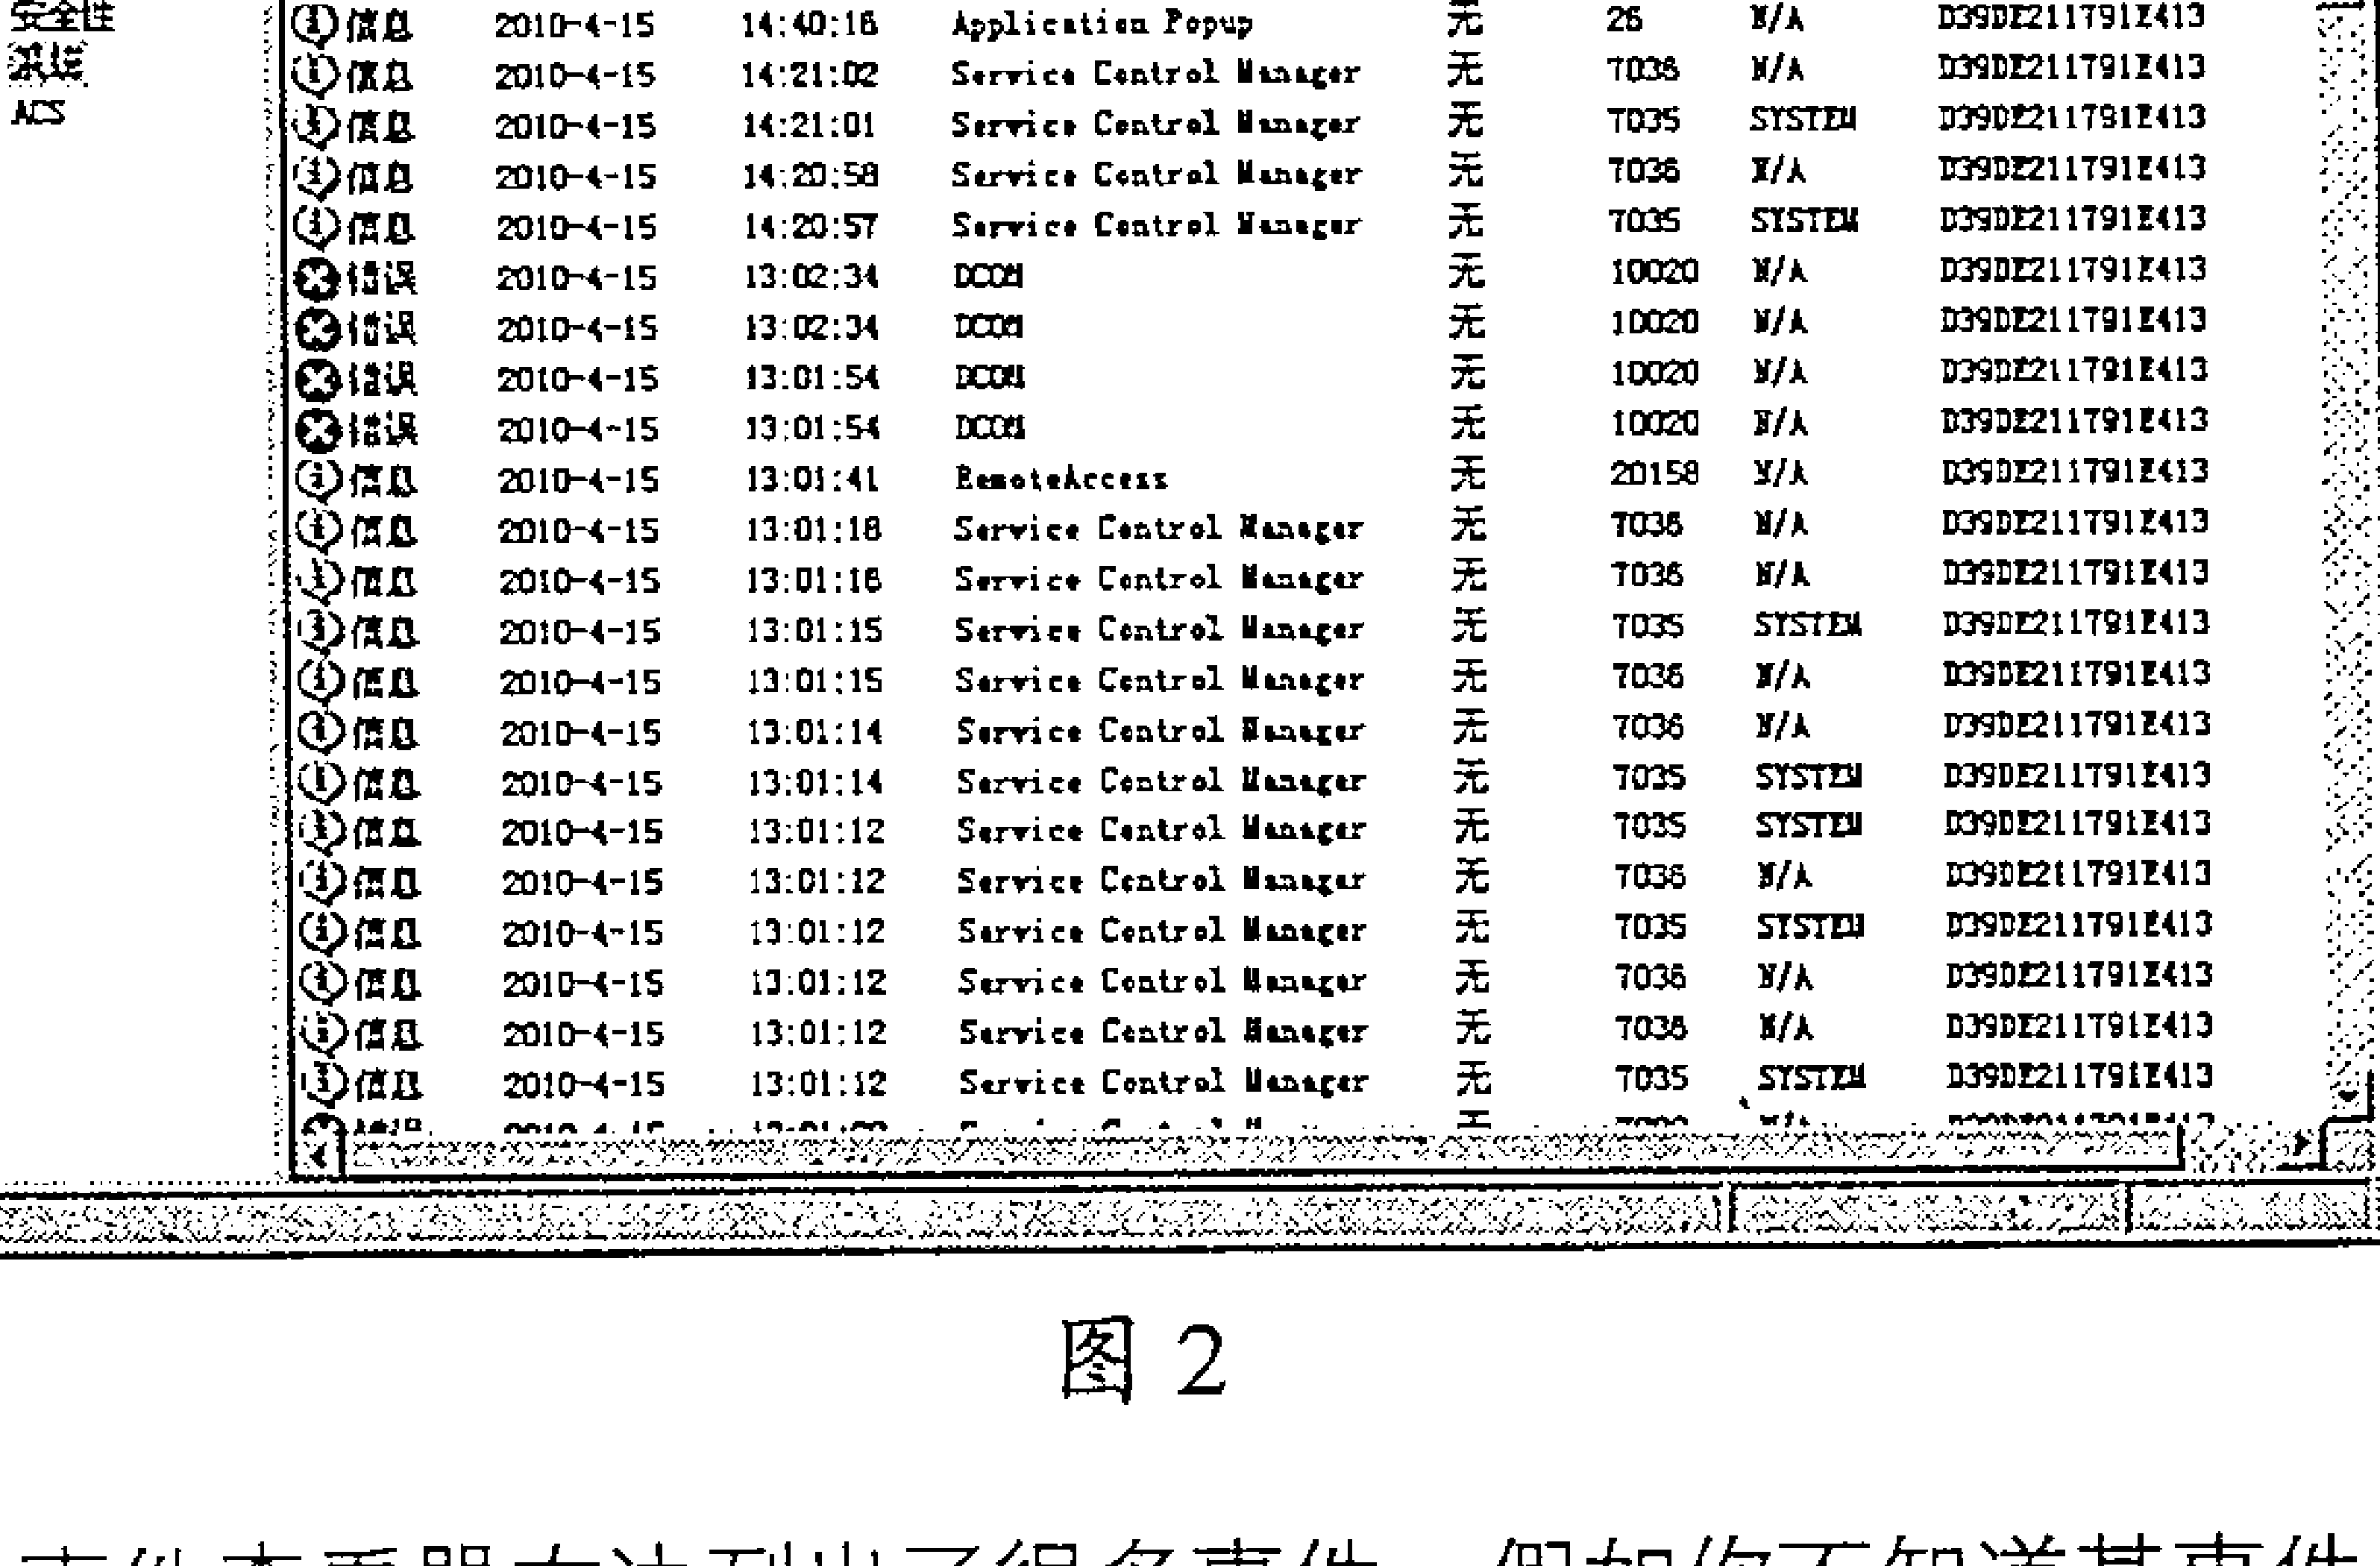 安全性
系统
ACS
信息 2010-4-15 14:40:16 Application Popup 无 26 N/A D39DE211791E413
信息 2010-4-15 14:21:02 Service Control Manager 无 7036 N/A D39DE211791E413
信息 2010-4-15 14:21:01 Service Control Manager 无 7035 SYSTEM D39DE211791E413
信息 2010-4-15 14:20:58 Service Control Manager 无 7036 N/A D39DE211791E413
信息 2010-4-15 14:20:57 Service Control Manager 无 7035 SYSTEM D39DE211791E413
错误 2010-4-15 13:02:34 DCOM 无 10020 N/A D39DE211791E413
错误 2010-4-15 13:02:34 DCOM 无 10020 N/A D39DE211791E413
错误 2010-4-15 13:01:54 DCOM 无 10020 N/A D39DE211791E413
错误 2010-4-15 13:01:54 DCOM 无 10020 N/A D39DE211791E413
信息 2010-4-15 13:01:41 RemoteAccess 无 20158 N/A D39DE211791E413
信息 2010-4-15 13:01:18 Service Control Manager 无 7036 N/A D39DE211791E413
信息 2010-4-15 13:01:16 Service Control Manager 无 7036 N/A D39DE211791E413
信息 2010-4-15 13:01:15 Service Control Manager 无 7035 SYSTEM D39DE211791E413
信息 2010-4-15 13:01:15 Service Control Manager 无 7036 N/A D39DE211791E413
信息 2010-4-15 13:01:14 Service Control Manager 无 7036 N/A D39DE211791E413
信息 2010-4-15 13:01:14 Service Control Manager 无 7035 SYSTEM D39DE211791E413
信息 2010-4-15 13:01:12 Service Control Manager 无 7035 SYSTEM D39DE211791E413
信息 2010-4-15 13:01:12 Service Control Manager 无 7036 N/A D39DE211791E413
信息 2010-4-15 13:01:12 Service Control Manager 无 7035 SYSTEM D39DE211791E413
信息 2010-4-15 13:01:12 Service Control Manager 无 7036 N/A D39DE211791E413
信息 2010-4-15 13:01:12 Service Control Manager 无 7036 N/A D39DE211791E413
信息 2010-4-15 13:01:12 Service Control Manager 无 7035 SYSTEM D39DE211791E413
图 2